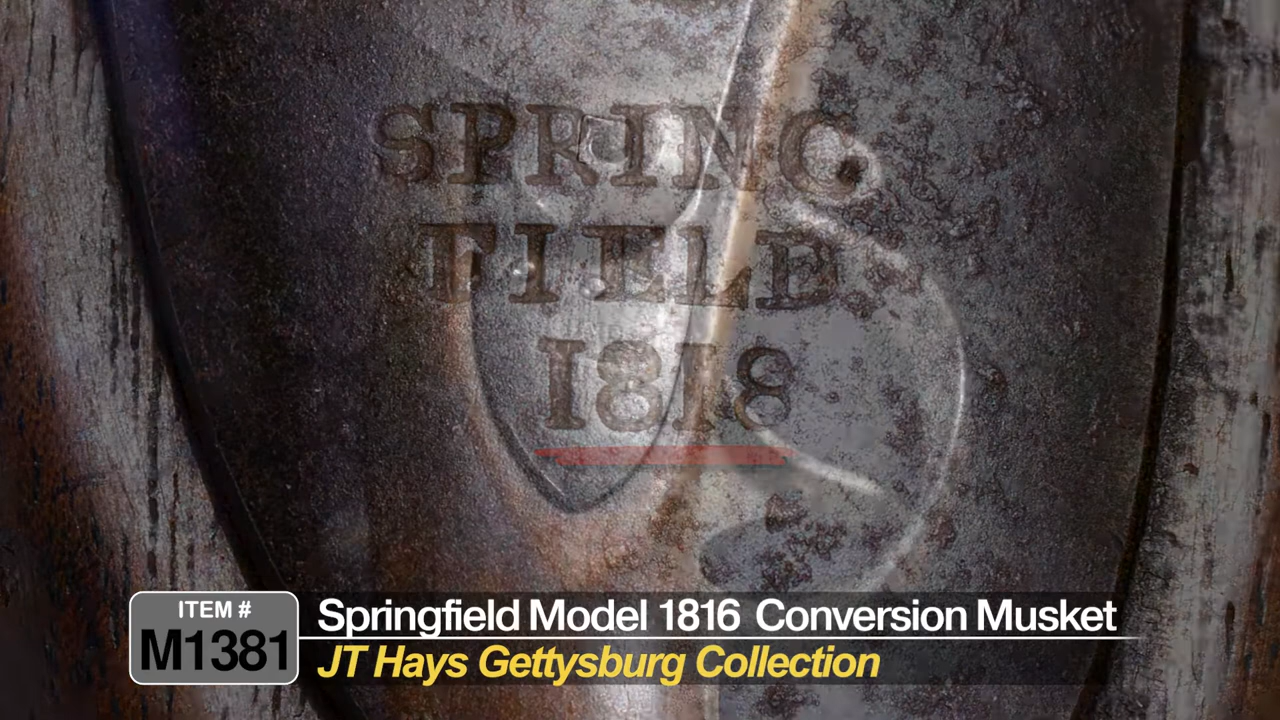 SPRING
FIELD
1818
ITEM #
M1381
Springfield Model 1816 Conversion Musket
JT Hays Gettysburg Collection